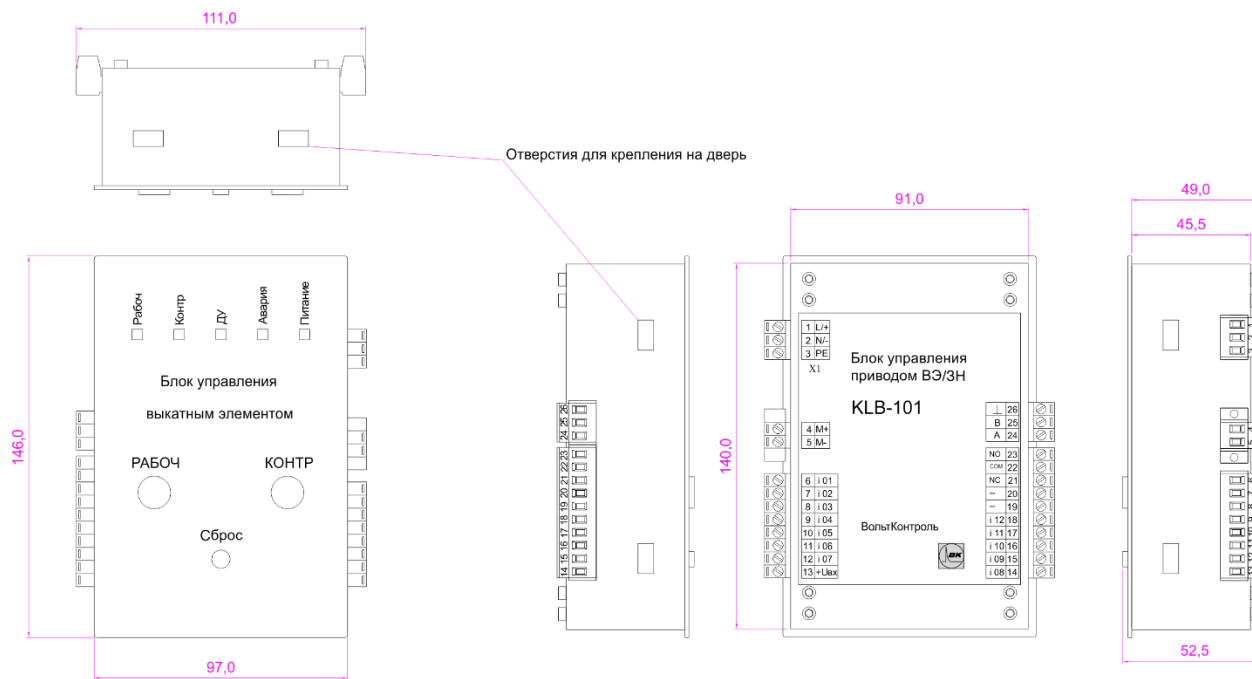 111,0
Отверстия для крепления на дверь
Рабоч
Контр
ДУ
Авария
Питание
Блок управления
выкатным элементом
РАБОЧ
КОНТР
Сброс
146,0
97,0
26
25
24
23
22
21
20
19
18
17
16
15
14
91,0
140,0
1 L/+
2 N/-
3 PE
X1
Блок управления
приводом ВЭ/ЗН
KLB-101
4 M+
5 M-
6 i 01
7 i 02
8 i 03
9 i 04
10 i 05
11 i 06
12 i 07
13 +Uвх
⊥ 26
B 25
A 24
NO 23
COM 22
NC 21
– 20
– 19
i 12 18
i 11 17
i 10 16
i 09 15
i 08 14
ВольтКонтроль
ВК
49,0
45,5
52,5